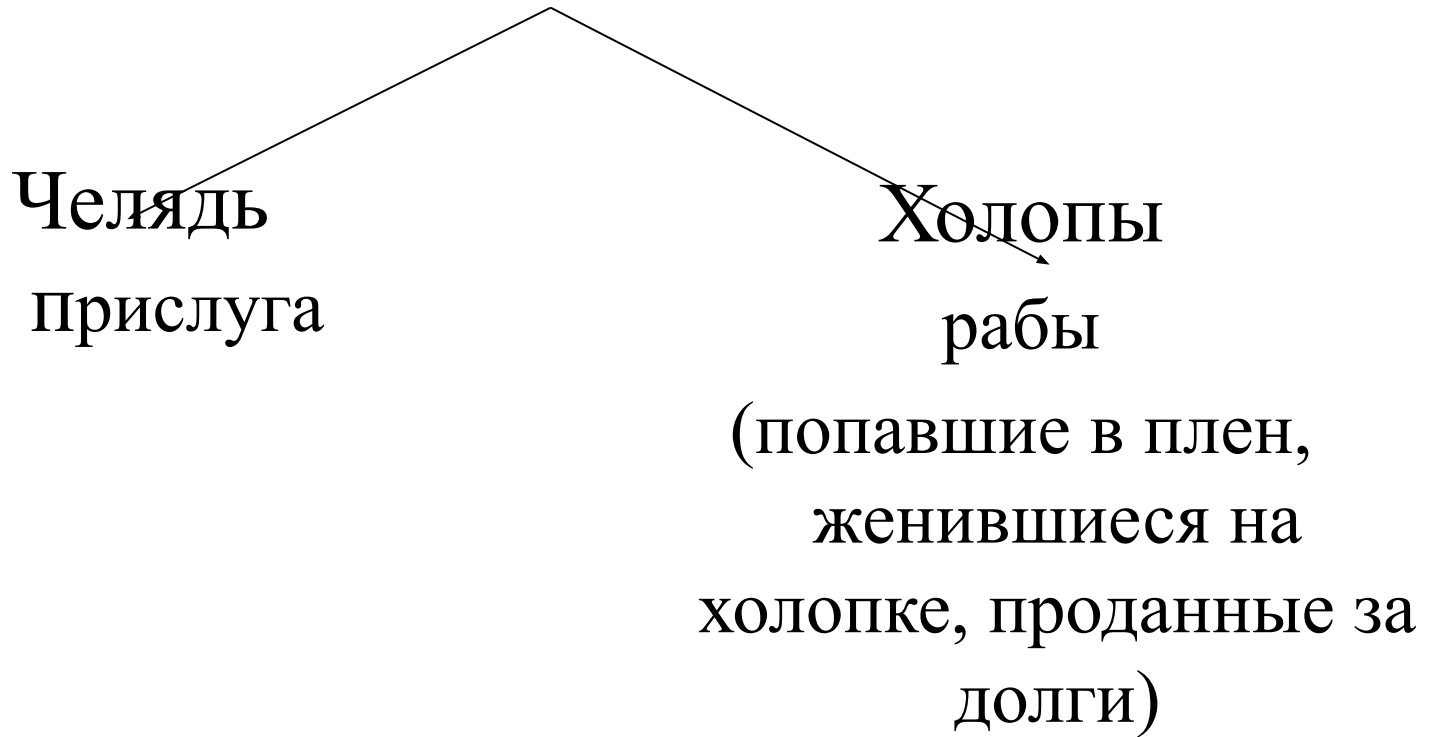 Челядь
прислуга
Холопы
рабы
(попавшие в плен,
женившиеся на
холопке, проданные за
долги)